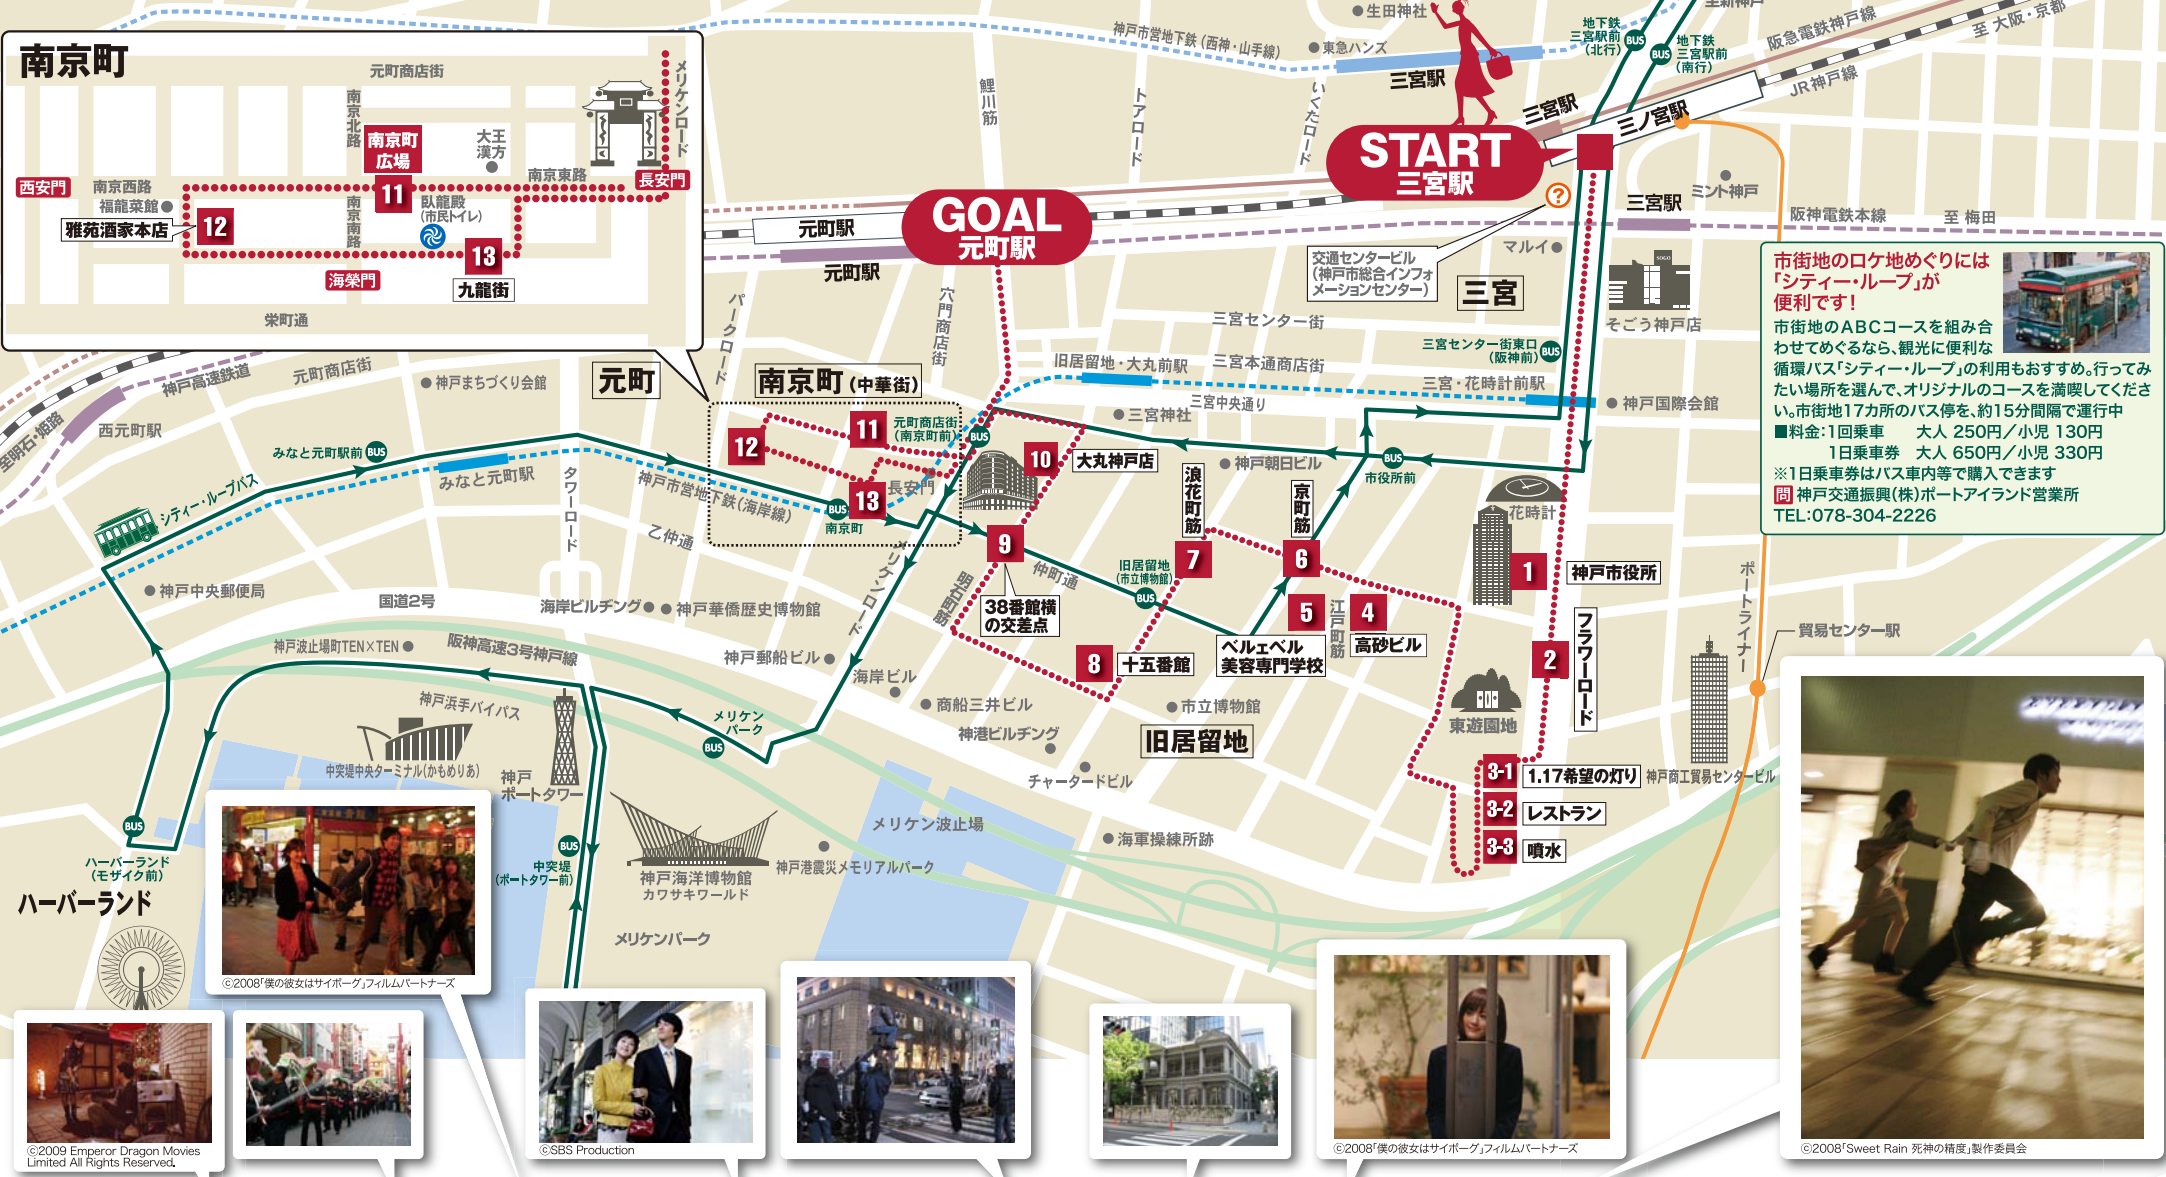 南京町
元町商店街
メリケンロード
南京北路
南京町
広場
大王
漢方
南京東路
長安門
西安門
南京西路
福龍菜館
11
臥龍殿
(市民トイレ)
南京南路
雅苑酒家本店
12
13
九龍街
海榮門
栄町通
生田神社
神戸市営地下鉄(西神・山手線)
東急ハンズ
三宮駅
地下鉄
三宮駅前
(北行)
BUS
BUS
地下鉄
三宮駅前
(南行)
至新神戸
阪急電鉄神戸線
至 大阪・京都
JR神戸線
三宮駅
三ノ宮駅
鯉川筋
トアロード
いくたロード
START
三宮駅
GOAL
元町駅
元町駅
元町駅
?
三宮駅
ミント神戸
阪神電鉄本線
至 梅田
マルイ
交通センタービル
(神戸市総合インフォ
メーションセンター)
三宮
SOGO
そごう神戸店
市街地のロケ地めぐりには
「シティー・ループ」が
便利です!
市街地のABCコースを組み合
わせてめぐるなら、観光に便利な
循環バス「シティー・ループ」の利用もおすすめ。行ってみ
たい場所を選んで、オリジナルのコースを満喫してくださ
い。市街地17カ所のバス停を、約15分間隔で運行中
■料金:1回乗車 大人 250円/小児 130円
1日乗車券 大人 650円/小児 330円
※1日乗車券はバス車内等で購入できます
問 神戸交通振興(株)ポートアイランド営業所
TEL:078-304-2226
パークロード
穴門商店街
三宮センター街
三宮センター街東口
(阪神前)
BUS
旧居留地・大丸前駅
三宮本通商店街
三宮・花時計前駅
三宮中央通り
神戸国際会館
神戸高速鉄道
元町商店街
神戸まちづくり会館
元町
南京町(中華街)
至明石・姫路
西元町駅
みなと元町駅前
BUS
みなと元町駅
タワーロード
神戸市営地下鉄(海岸線)
シティー・ループバス
11
12
13
元町商店街
(南京町前)
BUS
長安門
BUS
南京町
三宮神社
10
大丸神戸店
神戸朝日ビル
BUS
市役所前
浪花町筋
京町筋
花時計
乙仲通
メリケンロード
9
仲町通
明石町筋
38番館横
の交差点
旧居留地
(市立博物館)
BUS
7
6
5
4
江戸町筋
高砂ビル
ベルェベル
美容専門学校
1
神戸市役所
2
フラワーロード
ポートライナー
貿易センター駅
神戸中央郵便局
国道2号
海岸ビルヂング
神戸華僑歴史博物館
神戸波止場町TEN×TEN
阪神高速3号神戸線
神戸郵船ビル
海岸ビル
8
十五番館
市立博物館
旧居留地
東遊園地
商船三井ビル
神港ビルヂング
チャータードビル
神戸浜手バイパス
メリケン
パーク
BUS
中突堤中央ターミナル(かもめりあ)
神戸
ポートタワー
3-1
1.17希望の灯り
神戸商工貿易センタービル
3-2
レストラン
3-3
噴水
メリケン波止場
海軍操練所跡
BUS
ハーバーランド
(モザイク前)
ハーバーランド
BUS
中突堤
(ポートタワー前)
神戸海洋博物館
カワサキワールド
神戸港震災メモリアルパーク
メリケンパーク
©2008「僕の彼女はサイボーグ」フィルムパートナーズ
©2009 Emperor Dragon Movies
Limited All Rights Reserved.
©SBS Production
©2008「僕の彼女はサイボーグ」フィルムパートナーズ
©2008「Sweet Rain 死神の精度」製作委員会